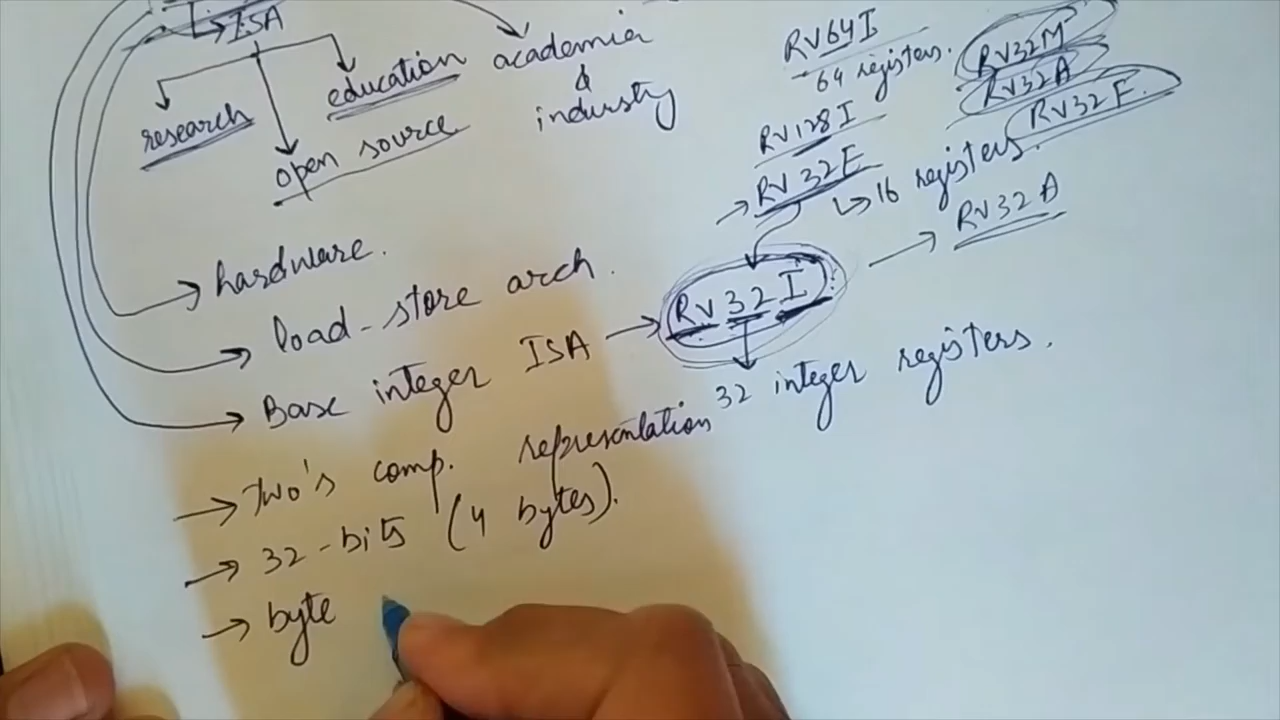 ISA
research
open source
education
academia
&
industry
RV64I
64 registers.
RV32M
RV32A
RV32F.
RV128I
RV32E
16 registers.
RV32I
RV32A
32 integer registers.
hardware.
load-store arch.
Base integer ISA
two's comp. representation
32-bits (4 bytes).
byte